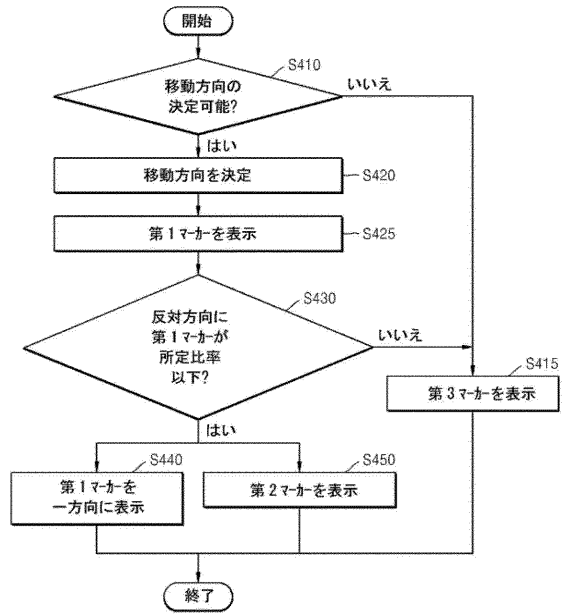 開始
S410
移動方向の
決定可能?
いいえ
はい
移動方向を決定
S420
第1マーカーを表示
S425
S430
反対方向に
第1マーカーが
所定比率
以下?
いいえ
S415
第3マーカーを表示
はい
S440
第1マーカーを
一方向に表示
S450
第2マーカーを表示
終了